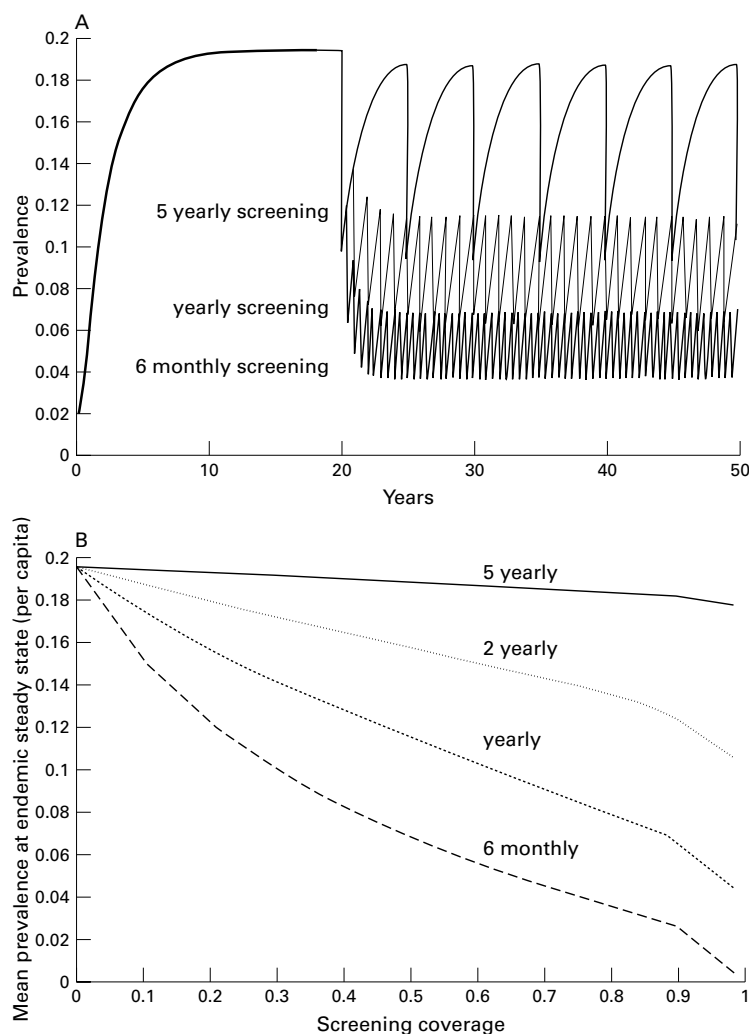 A
0.2
0.18
0.16
0.14
0.12
0.1
0.08
0.06
0.04
0.02
0
Prevalence
5 yearly screening
yearly screening
6 monthly screening
0 10 20 30 40 50
Years
B
0.2
0.18
0.16
0.14
0.12
0.1
0.08
0.06
0.04
0.02
0
Mean prevalence at endemic steady state (per capita)
5 yearly
2 yearly
yearly
6 monthly
0 0.1 0.2 0.3 0.4 0.5 0.6 0.7 0.8 0.9 1
Screening coverage